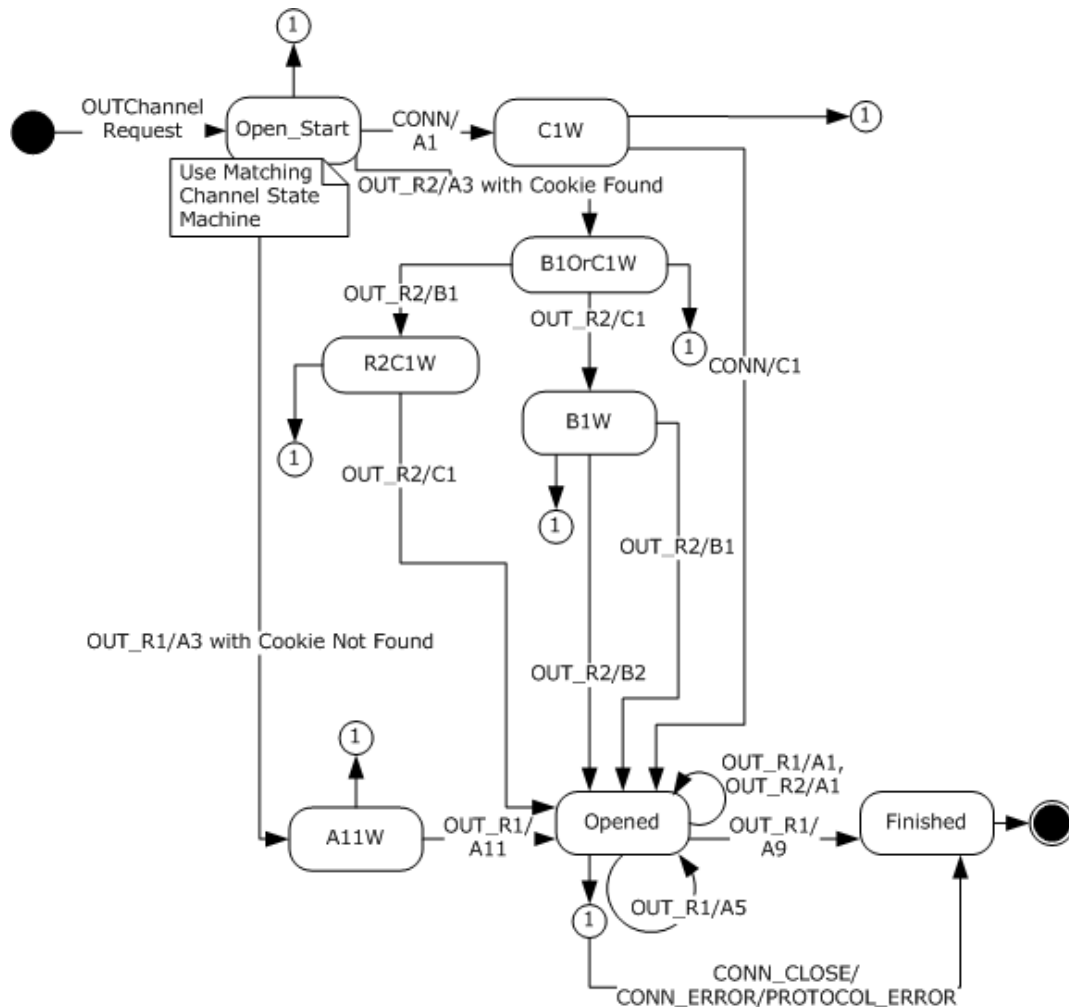 1
OUTChannel
Request
Open_Start
CONN/
A1
C1W
1
Use Matching
Channel State
Machine
OUT_R2/A3 with Cookie Found
B1OrC1W
OUT_R2/B1
OUT_R2/C1
1
R2C1W
CONN/C1
B1W
1
OUT_R2/C1
1
OUT_R2/B1
OUT_R1/A3 with Cookie Not Found
OUT_R2/B2
1
OUT_R1/A1,
OUT_R2/A1
A11W
OUT_R1/
A11
Opened
OUT_R1/
A9
Finished
1
OUT_R1/A5
CONN_CLOSE/
CONN_ERROR/PROTOCOL_ERROR